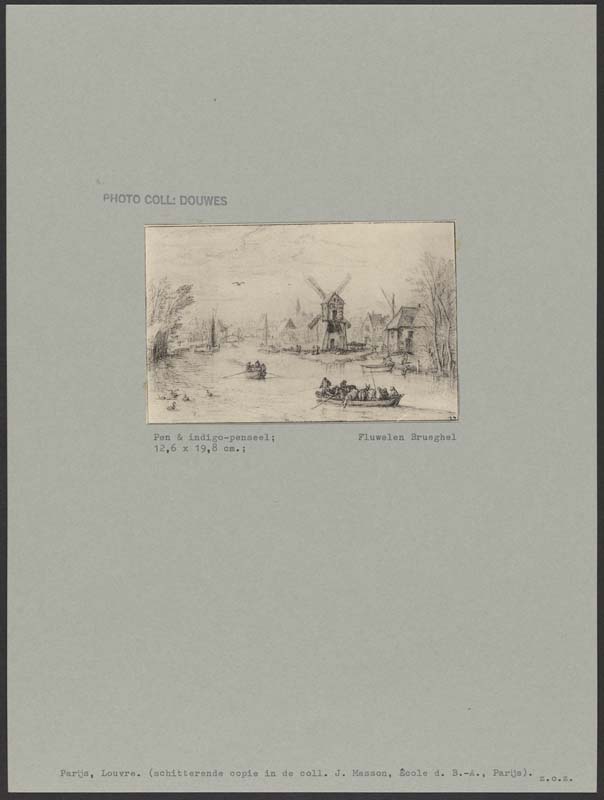 PHOTO COLL: DOUWES
Pen & indigo-penseel;
12,6 x 19,8 cm.;
Fluwelen Brueghel
Parijs, Louvre. (schitterende copie in de coll. J. Masson, École d. B.-A., Parijs).
z.o.z.